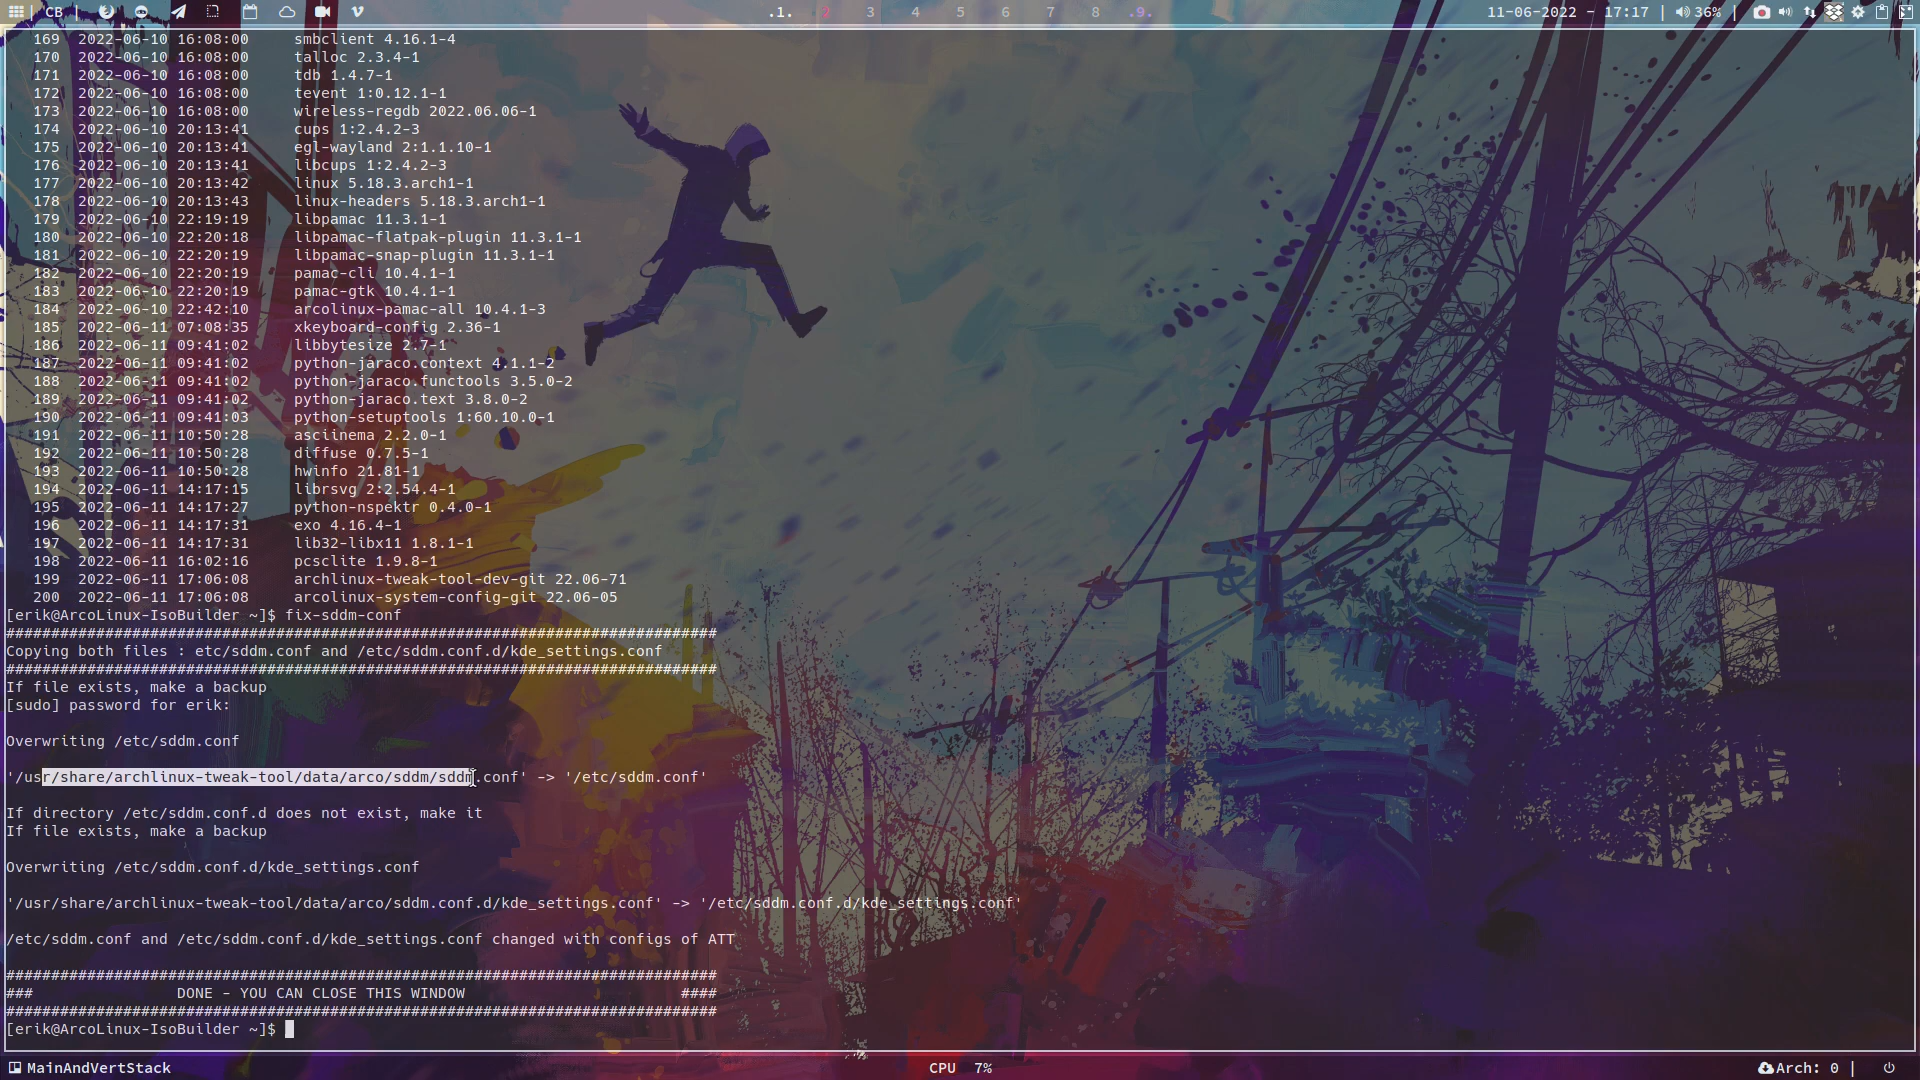 CB | .1. 2 3 4 5 6 7 8 .9. 11-06-2022 - 17:17 | 36% |
169 2022-06-10 16:08:00 smbclient 4.16.1-4
170 2022-06-10 16:08:00 talloc 2.3.4-1
171 2022-06-10 16:08:00 tdb 1.4.7-1
172 2022-06-10 16:08:00 tevent 1:0.12.1-1
173 2022-06-10 16:08:00 wireless-regdb 2022.06.06-1
174 2022-06-10 20:13:41 cups 1:2.4.2-3
175 2022-06-10 20:13:41 egl-wayland 2:1.1.10-1
176 2022-06-10 20:13:41 libcups 1:2.4.2-3
177 2022-06-10 20:13:42 linux 5.18.3.arch1-1
178 2022-06-10 20:13:43 linux-headers 5.18.3.arch1-1
179 2022-06-10 22:19:19 libpamac 11.3.1-1
180 2022-06-10 22:20:18 libpamac-flatpak-plugin 11.3.1-1
181 2022-06-10 22:20:19 libpamac-snap-plugin 11.3.1-1
182 2022-06-10 22:20:19 pamac-cli 10.4.1-1
183 2022-06-10 22:20:19 pamac-gtk 10.4.1-1
184 2022-06-10 22:42:10 arcolinux-pamac-all 10.4.1-3
185 2022-06-11 07:08:35 xkeyboard-config 2.36-1
186 2022-06-11 09:41:02 libbytesize 2.7-1
187 2022-06-11 09:41:02 python-jaraco.context 4.1.1-2
188 2022-06-11 09:41:02 python-jaraco.functools 3.5.0-2
189 2022-06-11 09:41:02 python-jaraco.text 3.8.0-2
190 2022-06-11 09:41:03 python-setuptools 1:60.10.0-1
191 2022-06-11 10:50:28 asciinema 2.2.0-1
192 2022-06-11 10:50:28 diffuse 0.7.5-1
193 2022-06-11 10:50:28 hwinfo 21.81-1
194 2022-06-11 14:17:15 librsvg 2:2.54.4-1
195 2022-06-11 14:17:27 python-nspektr 0.4.0-1
196 2022-06-11 14:17:31 exo 4.16.4-1
197 2022-06-11 14:17:31 lib32-libx11 1.8.1-1
198 2022-06-11 16:02:16 pcsclite 1.9.8-1
199 2022-06-11 17:06:08 archlinux-tweak-tool-dev-git 22.06-71
200 2022-06-11 17:06:08 arcolinux-system-config-git 22.06-05
[erik@ArcoLinux-IsoBuilder ~]$ fix-sddm-conf
###############################################################################
Copying both files : etc/sddm.conf and /etc/sddm.conf.d/kde_settings.conf
###############################################################################
If file exists, make a backup
[sudo] password for erik:
Overwriting /etc/sddm.conf
'/usr/share/archlinux-tweak-tool/data/arco/sddm/sddm.conf' -> '/etc/sddm.conf'
If directory /etc/sddm.conf.d does not exist, make it
If file exists, make a backup
Overwriting /etc/sddm.conf.d/kde_settings.conf
'/usr/share/archlinux-tweak-tool/data/arco/sddm.conf.d/kde_settings.conf' -> '/etc/sddm.conf.d/kde_settings.conf'
/etc/sddm.conf and /etc/sddm.conf.d/kde_settings.conf changed with configs of ATT
###############################################################################
### DONE - YOU CAN CLOSE THIS WINDOW ####
###############################################################################
[erik@ArcoLinux-IsoBuilder ~]$
MainAndVertStack CPU 7% Arch: 0 |